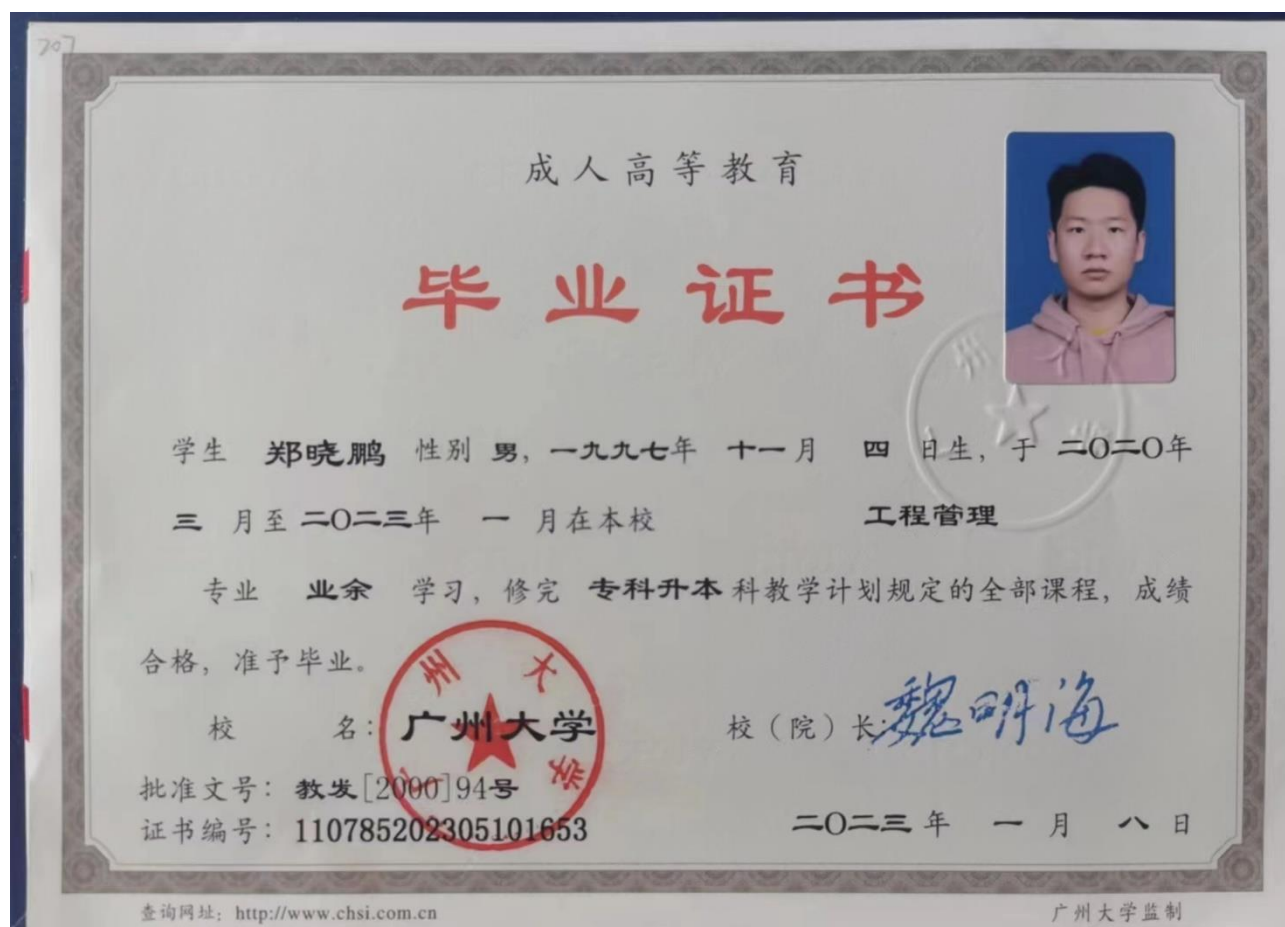 707
成人高等教育
毕业证书
学生 郑晓鹏 性别 男，一九九七年 十一月 四 日生，于 二〇二〇年
三 月至 二〇二三年 一 月在本校 工程管理
专业 业余 学习，修完 专科升本 科教学计划规定的全部课程，成绩
合格，准予毕业。
校 名：广州大学 校（院）长：魏明海
批准文号：教发[2000]94号
证书编号：110785202305101653 二〇二三年 一 月 八 日
查询网址：http://www.chsi.com.cn 广州大学监制
广州大学